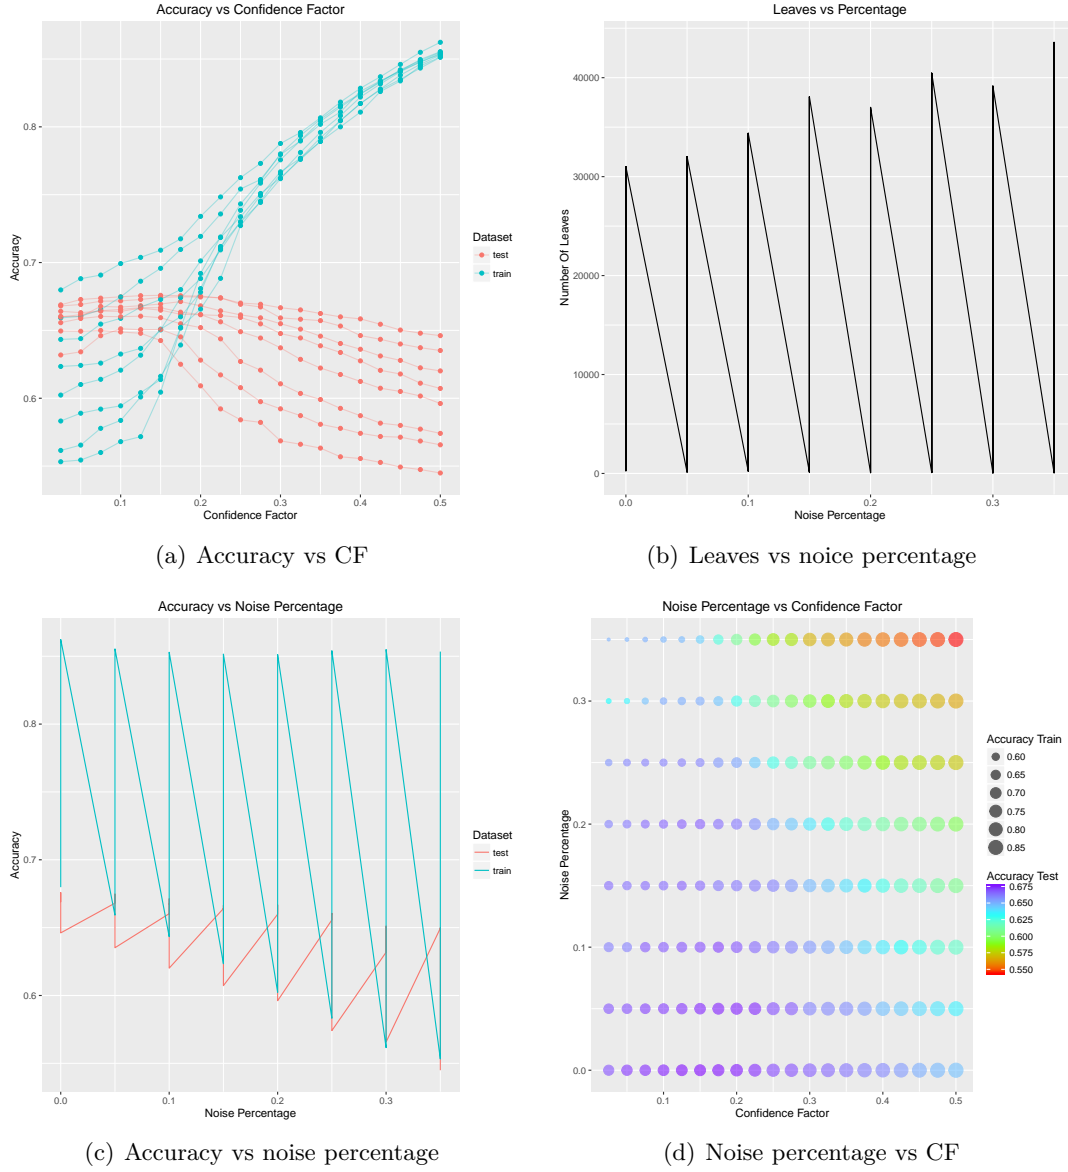 Accuracy vs Confidence Factor
Accuracy
0.8
0.7
0.6
0.1 0.2 0.3 0.4 0.5
Confidence Factor
Dataset
test
train
(a) Accuracy vs CF
Leaves vs Percentage
Number Of Leaves
40000
30000
20000
10000
0
0.0 0.1 0.2 0.3
Noise Percentage
(b) Leaves vs noice percentage
Accuracy vs Noise Percentage
Accuracy
0.8
0.7
0.6
0.0 0.1 0.2 0.3
Noise Percentage
Dataset
test
train
(c) Accuracy vs noise percentage
Noise Percentage vs Confidence Factor
Noise Percentage
0.3
0.2
0.1
0.0
0.1 0.2 0.3 0.4 0.5
Confidence Factor
Accuracy Train
0.60
0.65
0.70
0.75
0.80
0.85
Accuracy Test
0.675
0.650
0.625
0.600
0.575
0.550
(d) Noise percentage vs CF